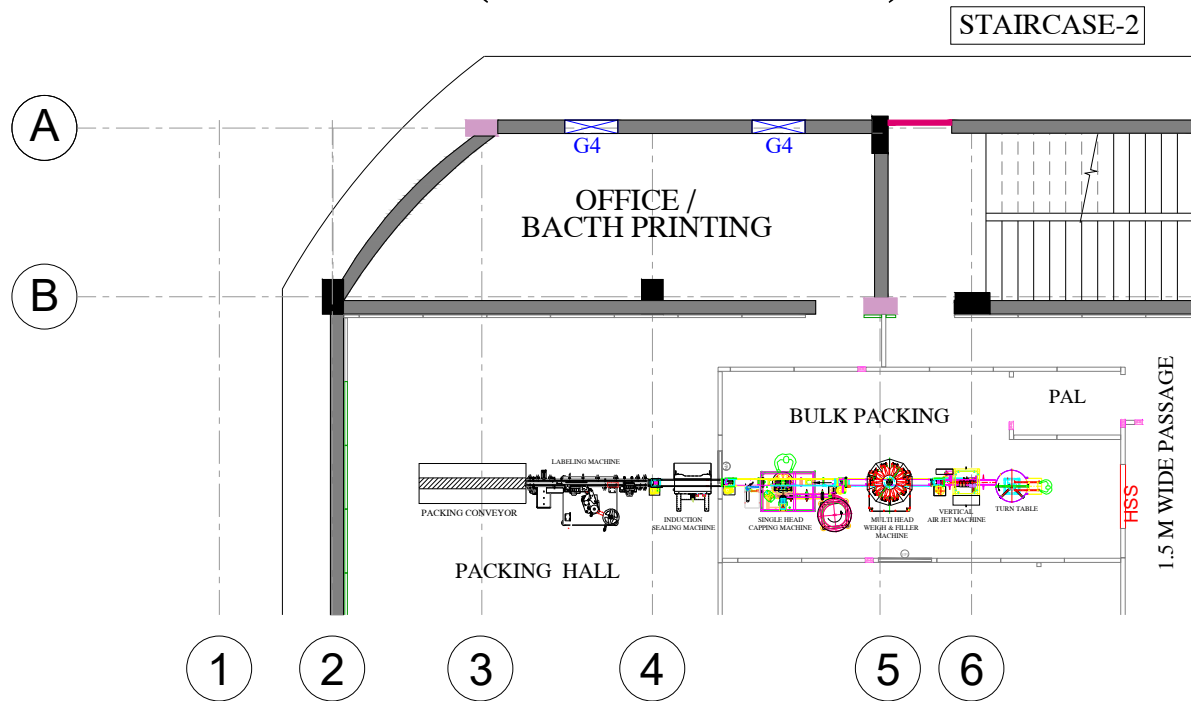 STAIRCASE-2
A
G4
G4
OFFICE /
BACTH PRINTING
B
BULK PACKING
PAL
1.5 M WIDE PASSAGE
LABELING MACHINE
PACKING CONVEYOR
INDUCTION
SEALING MACHINE
SINGLE HEAD
CAPPING MACHINE
MULTI HEAD
WEIGH & FILLER
MACHINE
VERTICAL
AIR JET MACHINE
TURN TABLE
HSS
PACKING HALL
1
2
3
4
5
6